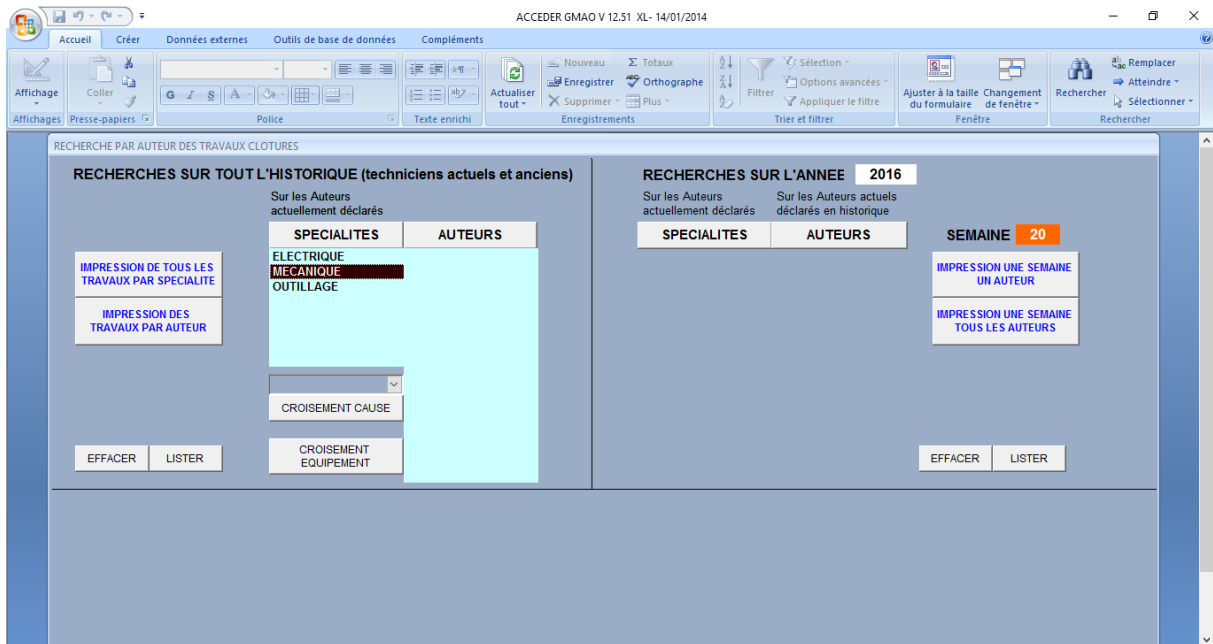 ACCEDER GMAO V 12.51 XL- 14/01/2014
Accueil Créer Données externes Outils de base de données Compléments
Affichage
Coller
G I S A
Actualiser tout
Nouveau
Enregistrer
Supprimer
Σ Totaux
Orthographe
Plus
Filtrer
Sélection
Options avancées
Appliquer le filtre
Ajuster à la taille du formulaire
Changement de fenêtre
Rechercher
Remplacer
Atteindre
Sélectionner
Affichages Presse-papiers Police Texte enrichi Enregistrements Trier et filtrer Fenêtre Rechercher
RECHERCHE PAR AUTEUR DES TRAVAUX CLOTURES
RECHERCHES SUR TOUT L'HISTORIQUE (techniciens actuels et anciens)
Sur les Auteurs
actuellement déclarés
SPECIALITES AUTEURS
ELECTRIQUE
MECANIQUE
OUTILLAGE
IMPRESSION DE TOUS LES
TRAVAUX PAR SPECIALITE
IMPRESSION DES
TRAVAUX PAR AUTEUR
CROISEMENT CAUSE
CROISEMENT
EQUIPEMENT
EFFACER LISTER
RECHERCHES SUR L'ANNEE 2016
Sur les Auteurs
actuellement déclarés
Sur les Auteurs actuels
déclarés en historique
SPECIALITES AUTEURS
SEMAINE 20
IMPRESSION UNE SEMAINE
UN AUTEUR
IMPRESSION UNE SEMAINE
TOUS LES AUTEURS
EFFACER LISTER